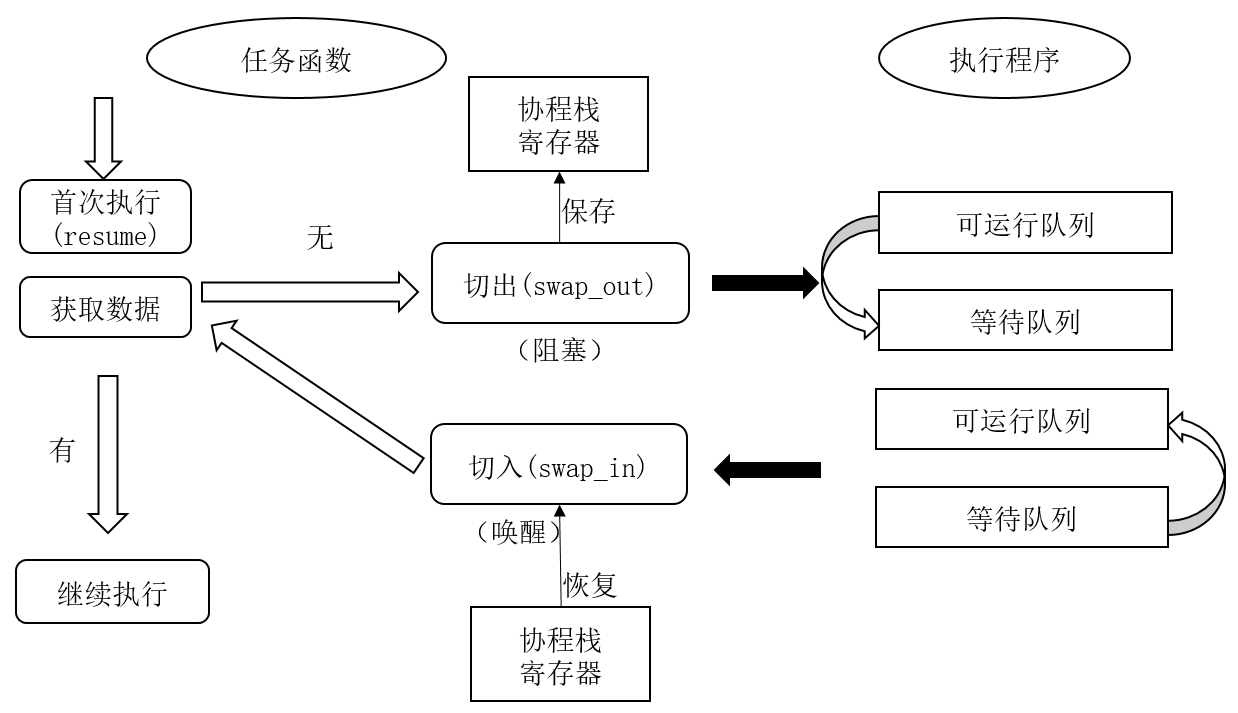 任务函数
执行程序
协程栈
寄存器
首次执行
(resume)
无
保存
可运行队列
获取数据
切出(swap_out)
(阻塞)
等待队列
有
切入(swap_in)
(唤醒)
可运行队列
等待队列
继续执行
恢复
协程栈
寄存器